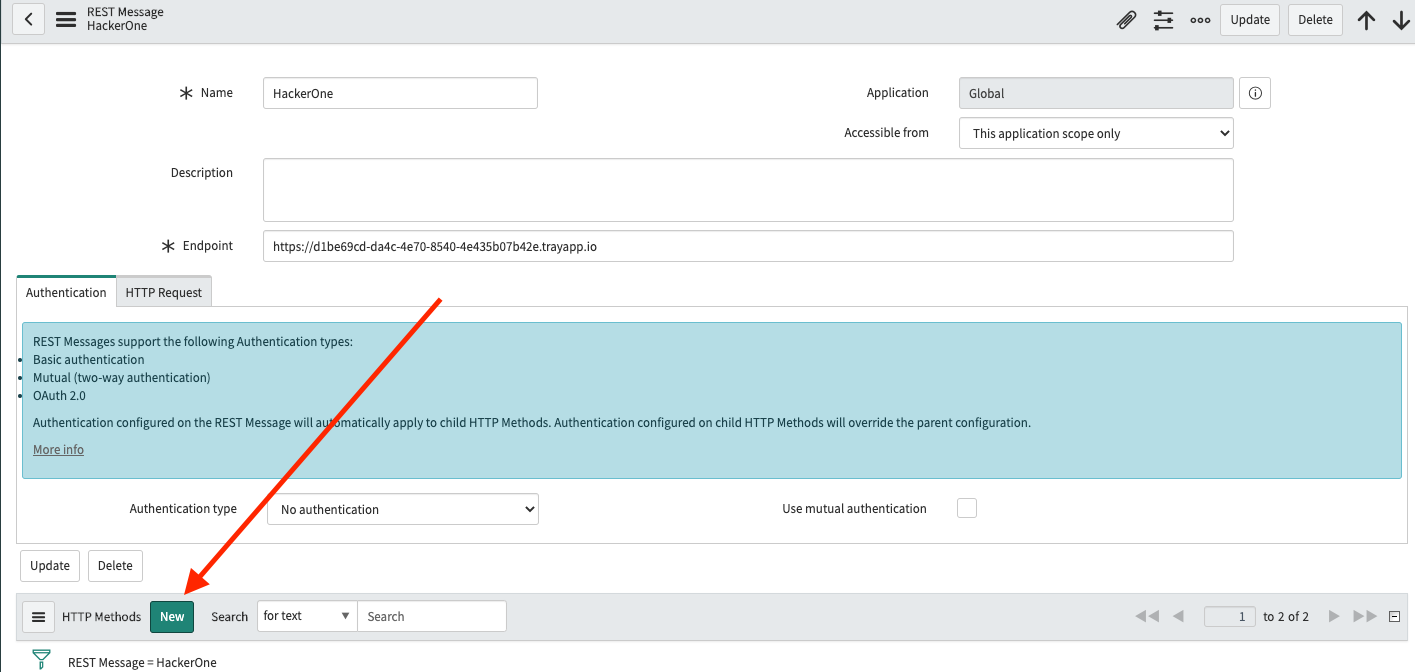 REST Message
HackerOne
Update
Delete
Name
HackerOne
Application
Global
Accessible from
This application scope only
Description
Endpoint
https://d1be69cd-da4c-4e70-8540-4e435b07b42e.trayapp.io
Authentication
HTTP Request
REST Messages support the following Authentication types:
Basic authentication
Mutual (two-way authentication)
OAuth 2.0
Authentication configured on the REST Message will automatically apply to child HTTP Methods. Authentication configured on child HTTP Methods will override the parent configuration.
More info
Authentication type
No authentication
Use mutual authentication
Update
Delete
HTTP Methods
New
Search
for text
Search
1
to 2 of 2
REST Message = HackerOne